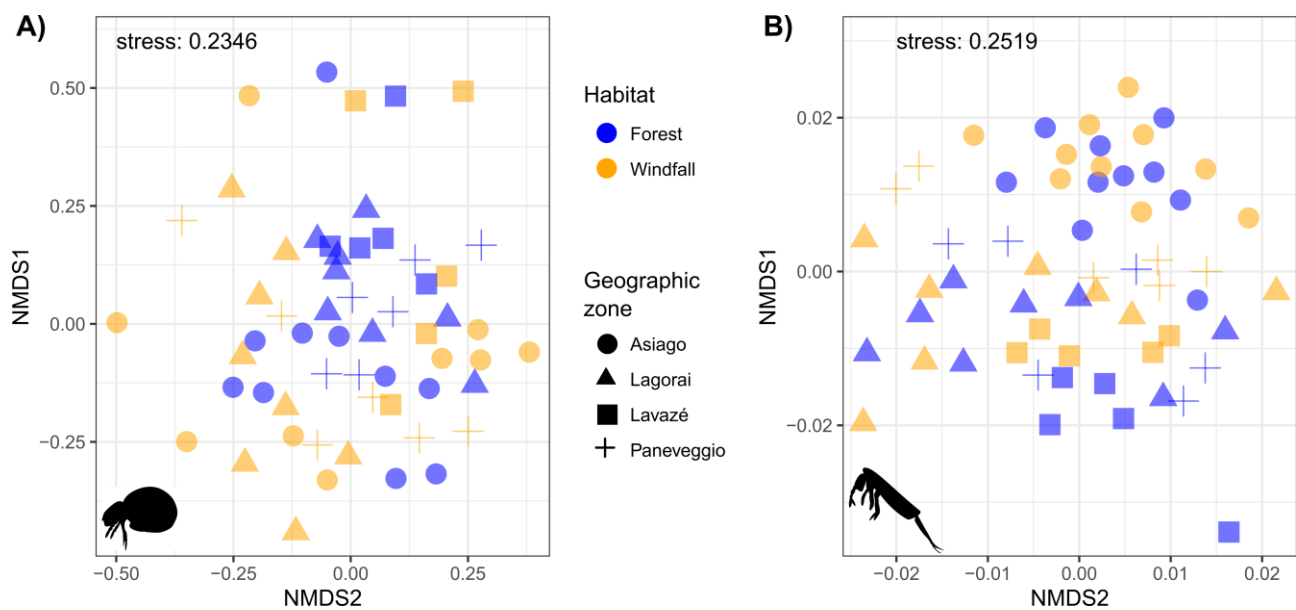 A)
stress: 0.2346
0.50
0.25
0.00
−0.25
NMDS1
−0.50
−0.25
0.00
0.25
NMDS2
Habitat
Forest
Windfall
Geographic
zone
Asiago
Lagorai
Lavazé
Paneveggio
B)
stress: 0.2519
0.02
0.00
−0.02
NMDS1
−0.02
−0.01
0.00
0.01
0.02
NMDS2